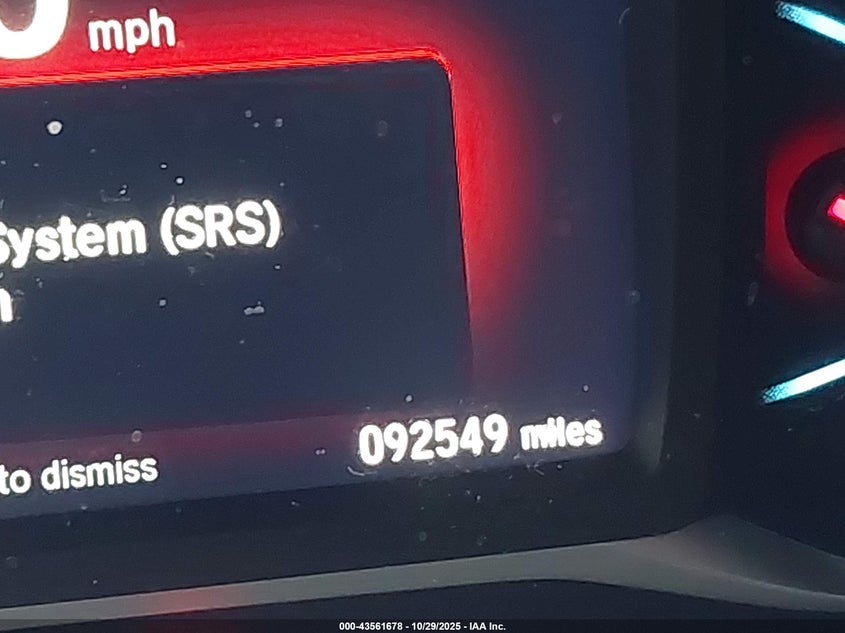 mph
System (SRS)
to dismiss
092549 miles
000-43561678 - 10/29/2025 - IAA Inc.